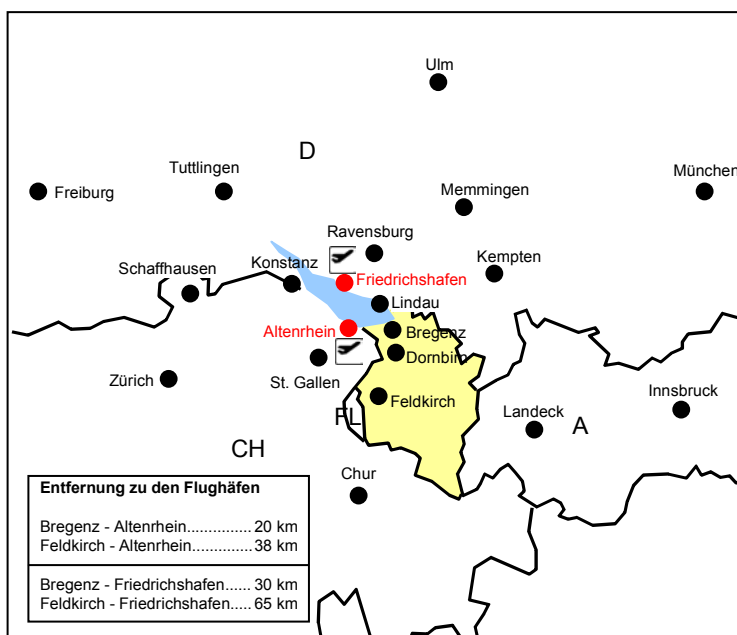 Ulm
D
Tuttlingen
München
Freiburg
Memmingen
Ravensburg
Konstanz
Kempten
Schaffhausen
Friedrichshafen
Lindau
Altenrhein
Bregenz
Dornbirn
St. Gallen
Zürich
Innsbruck
Feldkirch
Landeck
FL
A
CH
Chur
Entfernung zu den Flughäfen
Bregenz - Altenrhein............... 20 km
Feldkirch - Altenrhein.............. 38 km
Bregenz - Friedrichshafen...... 30 km
Feldkirch - Friedrichshafen..... 65 km